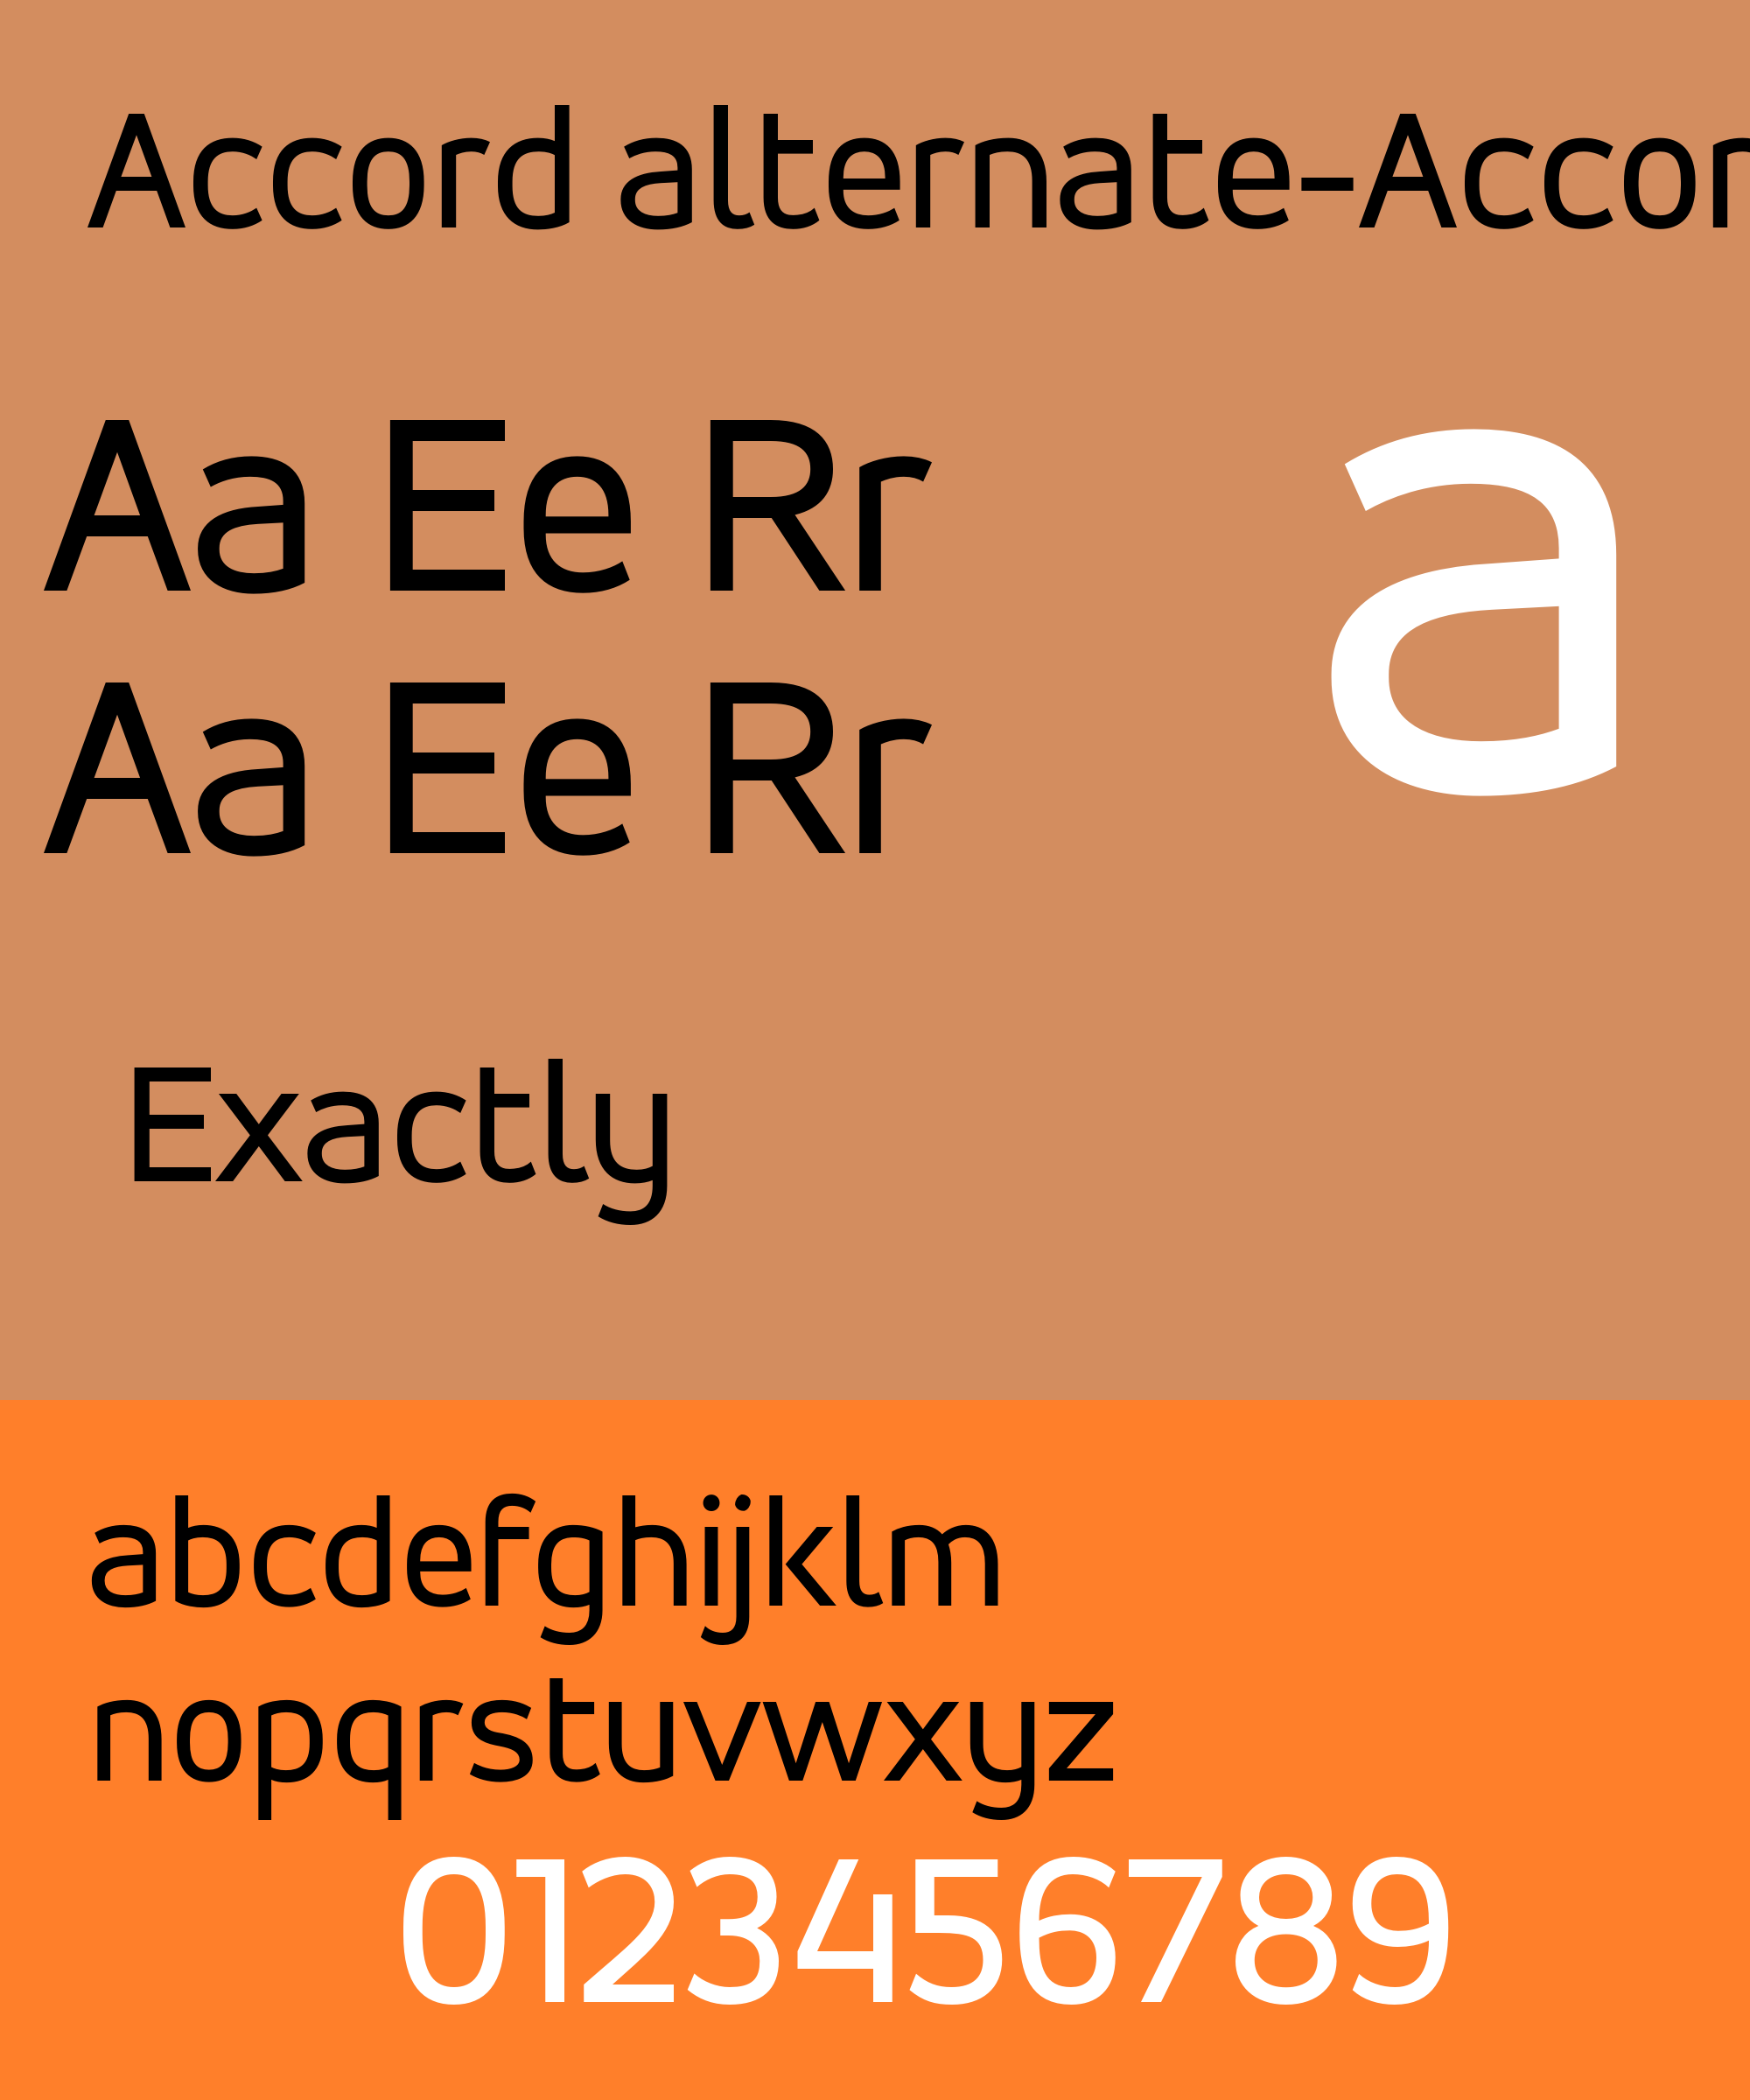 Accord alternate-Accor
Aa Ee Rr
a
Aa Ee Rr
Exactly
abcdefghijklm
nopqrstuvwxyz
0123456789